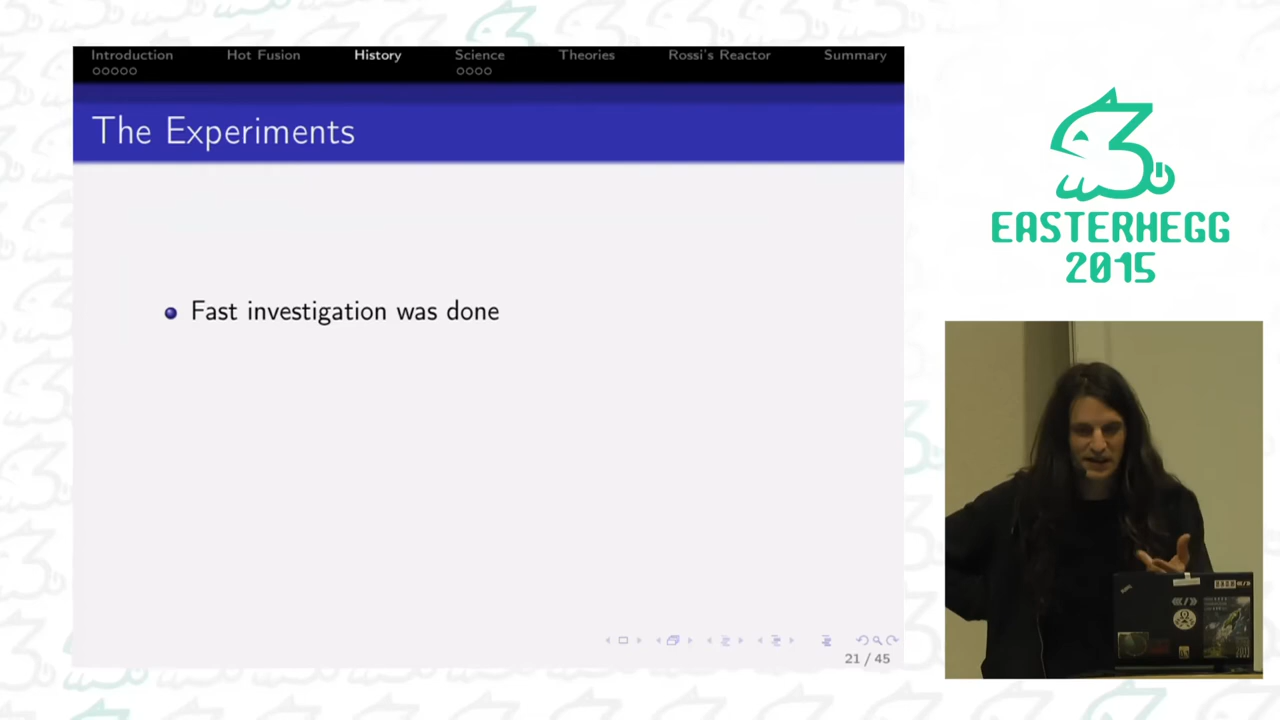 Introduction Hot Fusion History Science Theories Rossi's Reactor Summary
The Experiments
Fast investigation was done
21 / 45
EASTERHEGG
2015